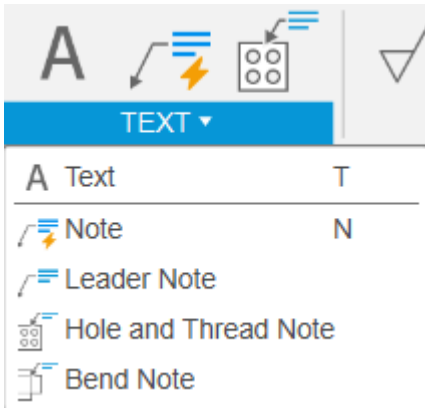 A
TEXT ▾
A Text T
Note N
Leader Note
Hole and Thread Note
Bend Note